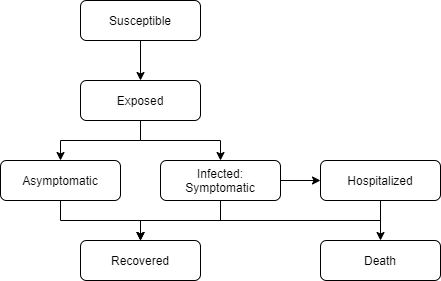 Susceptible
Exposed
Asymptomatic
Infected:
Symptomatic
Hospitalized
Recovered
Death